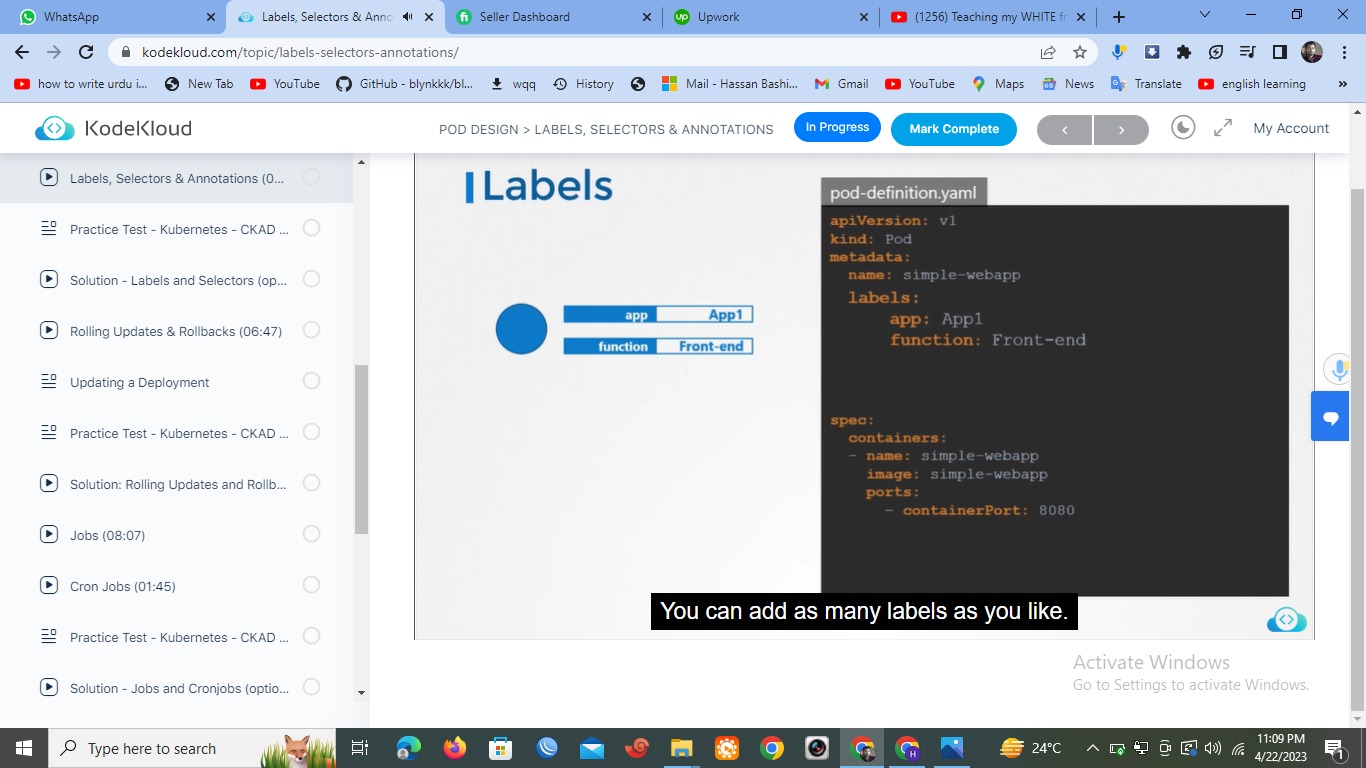 WhatsApp
Labels, Selectors & Anno
Seller Dashboard
Upwork
(1256) Teaching my WHITE fr
kodekloud.com/topic/labels-selectors-annotations/
how to write urdu i...
New Tab
YouTube
GitHub - blynkkk/bl...
wqq
History
Mail - Hassan Bashi...
Gmail
YouTube
Maps
News
Translate
english learning
»
KodeKloud
POD DESIGN > LABELS, SELECTORS & ANNOTATIONS
In Progress
Mark Complete
<
>
My Account
Labels, Selectors & Annotations (0...
Practice Test - Kubernetes - CKAD ...
Solution - Labels and Selectors (op...
Rolling Updates & Rollbacks (06:47)
Updating a Deployment
Practice Test - Kubernetes - CKAD ...
Solution: Rolling Updates and Rollb...
Jobs (08:07)
Cron Jobs (01:45)
Practice Test - Kubernetes - CKAD ...
Solution - Jobs and Cronjobs (optio...
Labels
app App1
function Front-end
pod-definition.yaml
apiVersion: v1
kind: Pod
metadata:
name: simple-webapp
labels:
app: App1
function: Front-end
spec:
containers:
- name: simple-webapp
image: simple-webapp
ports:
- containerPort: 8080
You can add as many labels as you like.
Activate Windows
Go to Settings to activate Windows.
Type here to search
24°C
11:09 PM
4/22/2023
1